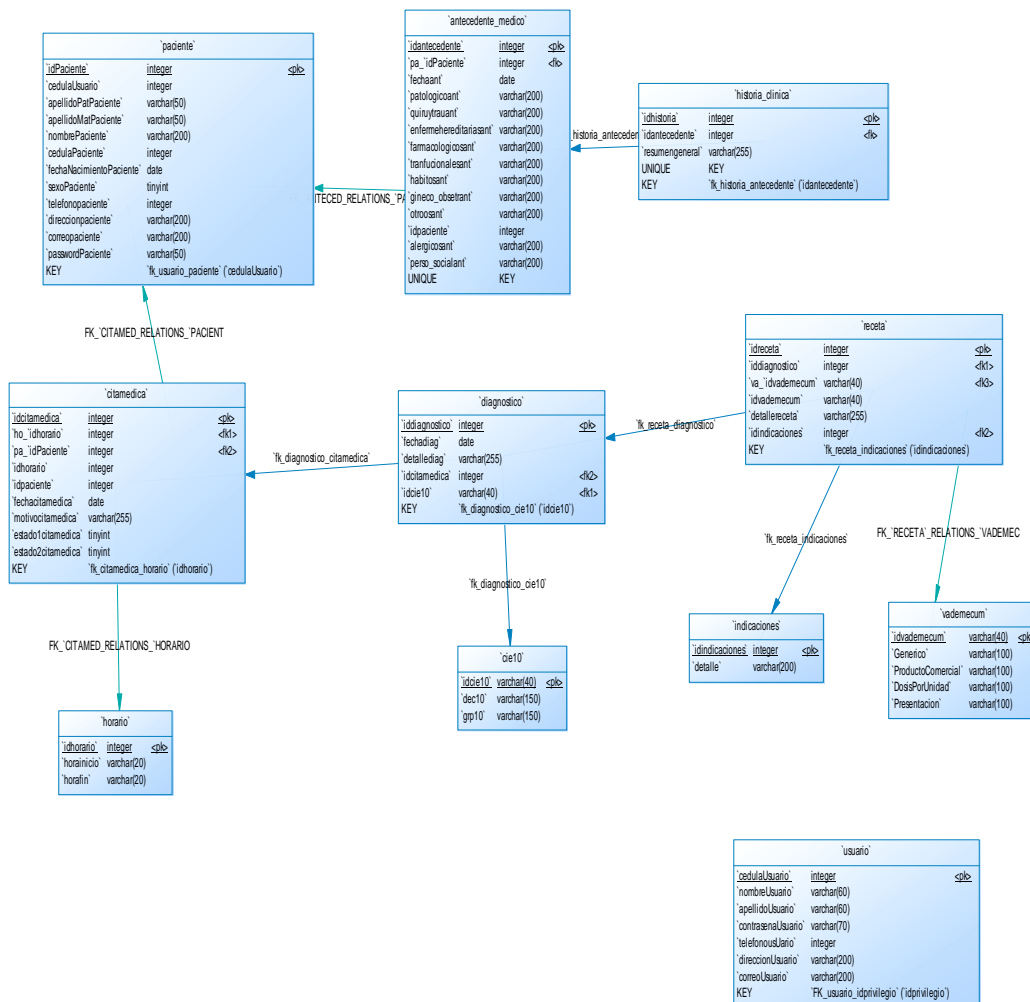 `paciente`
`idPaciente` integer <pk>
`cedulaUsuario` integer
`apellidoPatPaciente` varchar(50)
`apellidoMatPaciente` varchar(50)
`nombrePaciente` varchar(200)
`cedulaPaciente` integer
`fechaNacimientoPaciente` date
`sexoPaciente` tinyint
`telefonopaciente` integer
`direccionpaciente` varchar(200)
`correopaciente` varchar(200)
`passwordPaciente` varchar(50)
KEY `fk_usuario_paciente` (`cedulaUsuario`)
`antecedente_medico`
`idantecedente` integer <pk>
`pa_`idPaciente` integer <fk>
`fechaant` date
`patologicoant` varchar(200)
`quiruytrauant` varchar(200)
`enfermehereditariasant` varchar(200)
`farmacologicosant` varchar(200)
`tranfucionalesant` varchar(200)
`habitosant` varchar(200)
`gineco_obsetrant` varchar(200)
`otroosant` varchar(200)
`idpaciente` integer
`alergicosant` varchar(200)
`perso_socialant` varchar(200)
UNIQUE KEY
`historia_clinica`
`idhistoria` integer <pk>
`idantecedente` integer <fk>
`resumengeneral` varchar(255)
UNIQUE KEY
KEY `fk_historia_antecedente` (`idantecedente`)
_historia_anteceden
ITECED_RELATIONS_`PA
FK_`CITAMED_RELATIONS_`PACIENT
`citamedica`
`idcitamedica` integer <pk>
`ho_`idhorario` integer <fk1>
`pa_`idPaciente` integer <fk2>
`idhorario` integer
`idpaciente` integer
`fechacitamedica` date
`motivocitamedica` varchar(255)
`estado1citamedica` tinyint
`estado2citamedica` tinyint
KEY `fk_citamedica_horario` (`idhorario`)
`fk_diagnostico_citamedica`
`diagnostico`
`iddiagnostico` integer <pk>
`fechadiag` date
`detallediag` varchar(255)
`idcitamedica` integer <fk2>
`idcie10` varchar(40) <fk1>
KEY `fk_diagnostico_cie10` (`idcie10`)
`fk_receta_diagnostico`
`receta`
`idreceta` integer <pk>
`iddiagnostico` integer <fk1>
`va_`idvademecum` varchar(40) <fk3>
`idvademecum` varchar(40)
`detallereceta` varchar(255)
`idindicaciones` integer <fk2>
KEY `fk_receta_indicaciones` (`idindicaciones`)
`fk_receta_indicaciones`
FK_`RECETA`_RELATIONS_`VADEMEC
`fk_diagnostico_cie10`
FK_`CITAMED_RELATIONS_`HORARIO
`indicaciones`
`idindicaciones` integer <pk>
`detalle` varchar(200)
`vademecum`
`idvademecum` varchar(40) <pk
`Generico` varchar(100)
`ProductoComercial` varchar(100)
`DosisPorUnidad` varchar(100)
`Presentacion` varchar(100)
`cie10`
`idcie10` varchar(40) <pk>
`dec10` varchar(150)
`grp10` varchar(150)
`horario`
`idhorario` integer <pk>
`horainicio` varchar(20)
`horafin` varchar(20)
`usuario`
`cedulaUsuario` integer <pk>
`nombreUsuario` varchar(60)
`apellidoUsuario` varchar(60)
`contrasenaUsuario` varchar(70)
`telefonousUario` integer
`direccionUsuario` varchar(200)
`correoUsuario` varchar(200)
KEY `FK_usuario_idprivilegio` (`idprivilegio`)